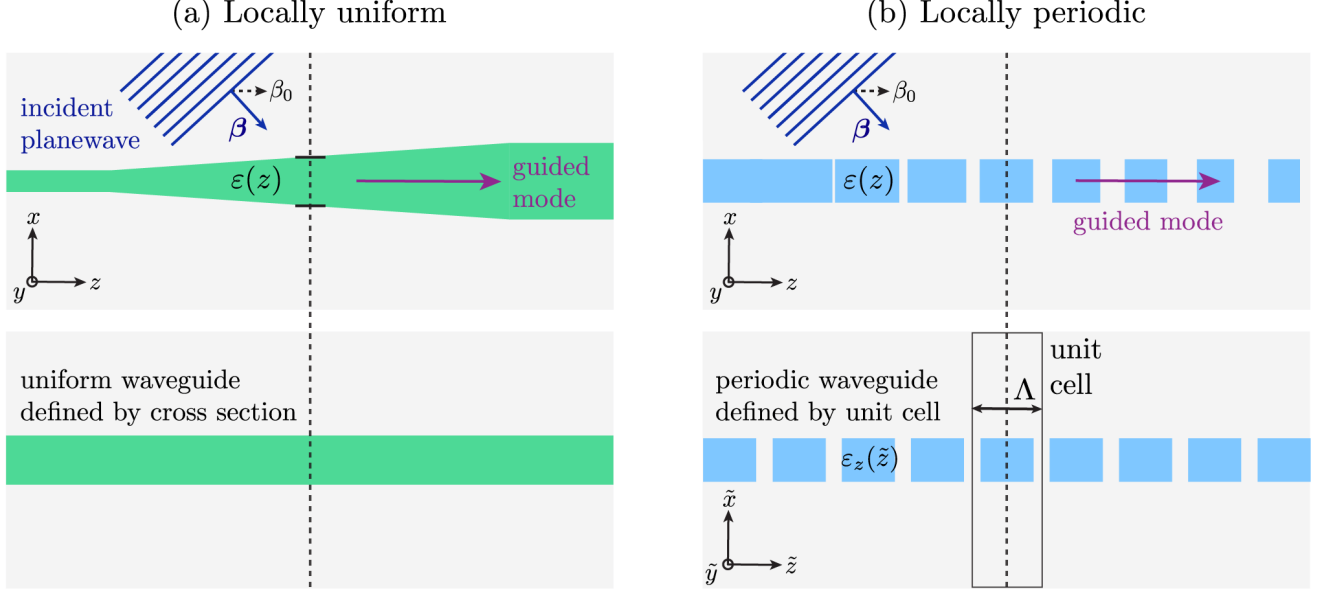 (a) Locally uniform
incident
planewave
β₀
β
ε(z)
guided
mode
x
y
z
uniform waveguide
defined by cross section
(b) Locally periodic
β₀
β
ε(z)
guided mode
x
y
z
unit
cell
Λ
periodic waveguide
defined by unit cell
ε_z(z̃)
x̃
ỹ
z̃